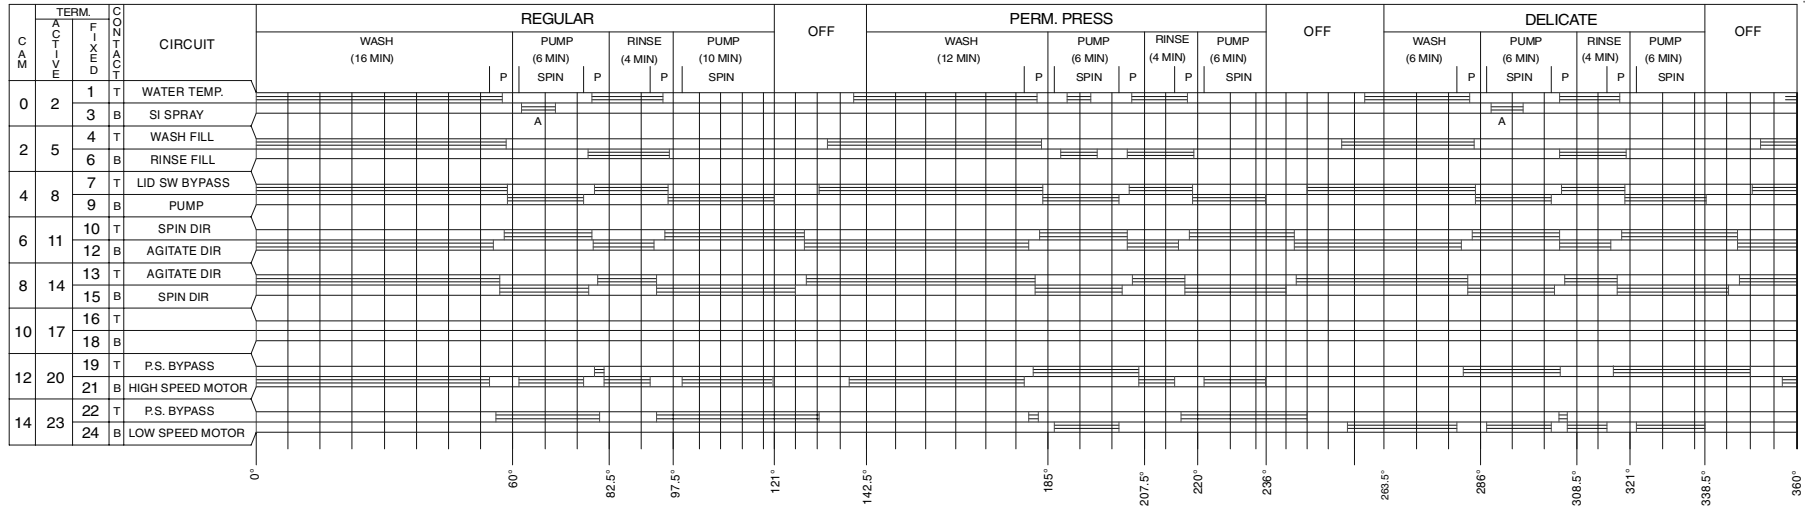 TERM. REGULAR OFF PERM. PRESS OFF DELICATE OFF
CAM ACTIVE FIXED CONTACT CIRCUIT
WASH PUMP RINSE PUMP WASH PUMP RINSE PUMP WASH PUMP RINSE PUMP
(16 MIN) (6 MIN) (4 MIN) (10 MIN) (12 MIN) (6 MIN) (4 MIN) (6 MIN) (6 MIN) (6 MIN) (4 MIN) (6 MIN)
P SPIN P P SPIN P SPIN P P SPIN P SPIN P P SPIN
0 2 1 T WATER TEMP.
3 B SI SPRAY A A
2 5 4 T WASH FILL
6 B RINSE FILL
4 8 7 T LID SW BYPASS
9 B PUMP
6 11 10 T SPIN DIR
12 B AGITATE DIR
8 14 13 T AGITATE DIR
15 B SPIN DIR
10 17 16 T
18 B
12 20 19 T P.S. BYPASS
21 B HIGH SPEED MOTOR
14 23 22 T P.S. BYPASS
24 B LOW SPEED MOTOR
0° 60° 82.5° 97.5° 121° 142.5° 185° 207.5° 220° 236° 263.5 286° 308.5° 321° 338.5° 360°